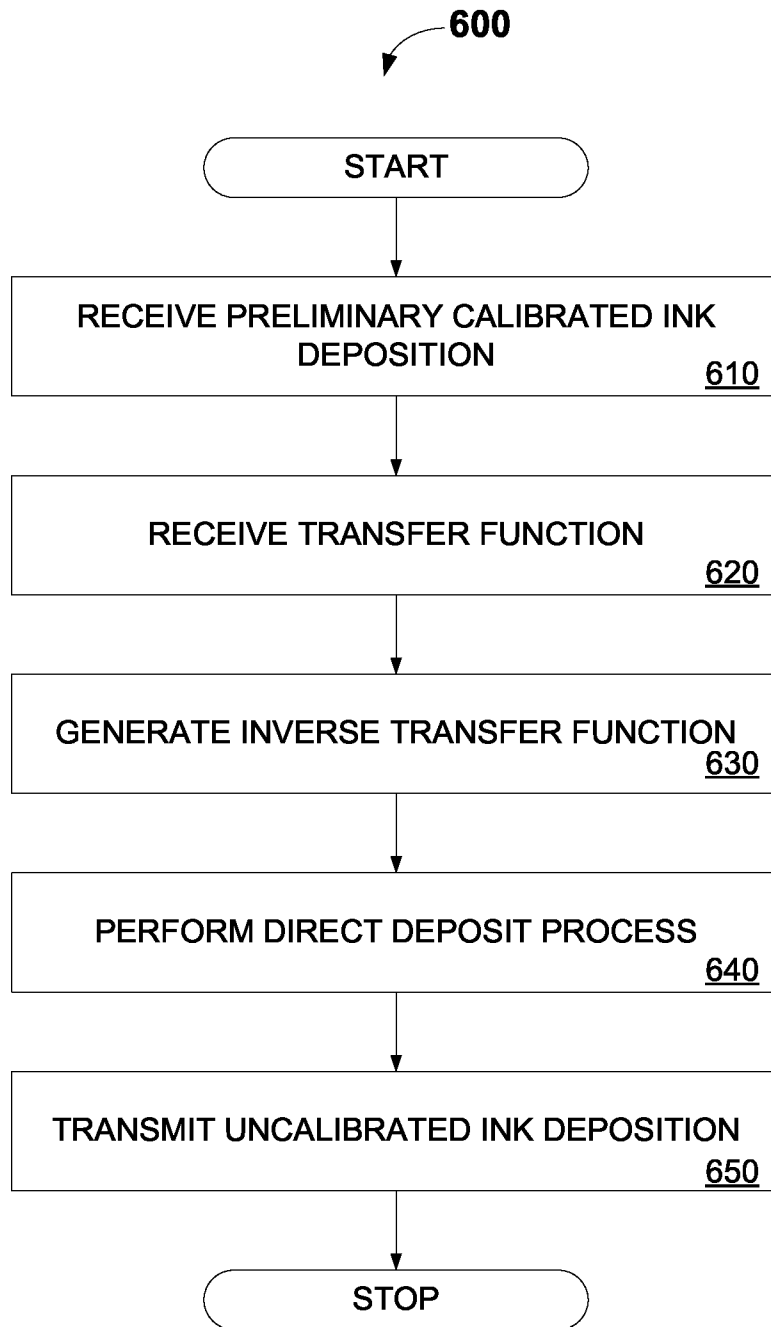 600
START
RECEIVE PRELIMINARY CALIBRATED INK
DEPOSITION
610
RECEIVE TRANSFER FUNCTION
620
GENERATE INVERSE TRANSFER FUNCTION
630
PERFORM DIRECT DEPOSIT PROCESS
640
TRANSMIT UNCALIBRATED INK DEPOSITION
650
STOP